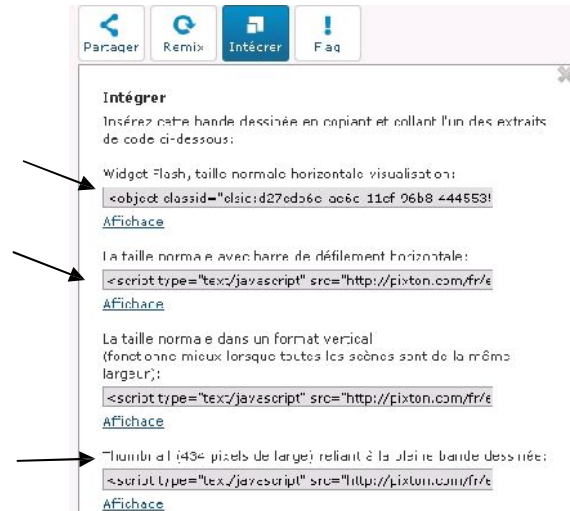 Partager Remix Intégrer Flag
Intégrer
Insérez cette bande dessinée en copiant et collant l'un des extraits
de code ci-dessous:
Widget Flash, taille normale horizontale visualisation:
<object classid="clsid:d27cdb6e-ae6d-11cf-96b8-444553!
Affichage
La taille normale avec barre de défilement horizontale:
<script type="text/javascript" src="http://pixton.com/fr/e
Affichage
La taille normale dans un format vertical
(fonctionne mieux lorsque toutes les scènes sont de la même
largeur):
<script type="text/javascript" src="http://pixton.com/fr/e
Affichage
Thumbnail (434 pixels de large) reliant à la pleine bande dessinée:
<script type="text/javascript" src="http://pixton.com/fr/e
Affichage